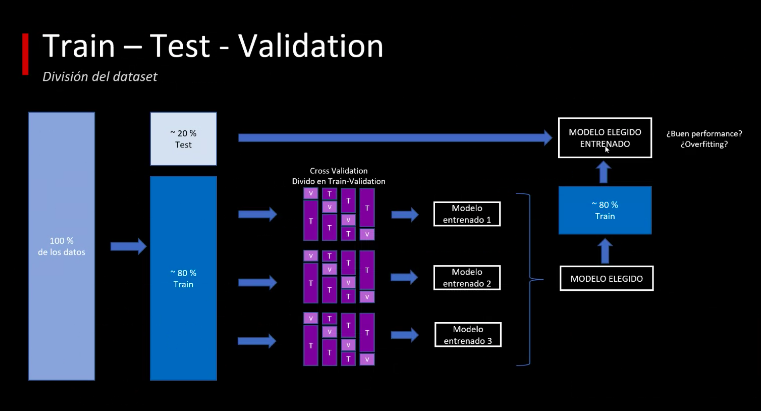 Train – Test - Validation
División del dataset
100 %
de los datos
~ 20 %
Test
~ 80 %
Train
Cross Validation
Divido en Train-Validation
V
T
T
V
T
T
V
T
T
V
V
T
T
V
T
T
V
T
T
V
V
T
T
V
T
T
V
T
T
V
Modelo
entrenado 1
Modelo
entrenado 2
Modelo
entrenado 3
MODELO ELEGIDO
ENTRENADO
~ 80 %
Train
MODELO ELEGIDO
¿Buen performance?
¿Overfitting?